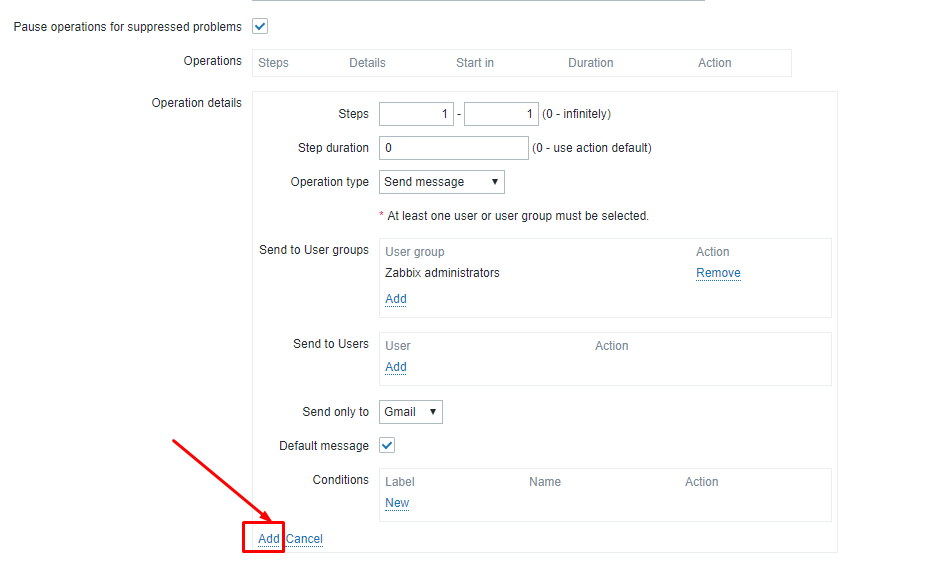 Pause operations for suppressed problems
Operations Steps Details Start in Duration Action
Operation details
Steps 1 - 1 (0 - infinitely)
Step duration 0 (0 - use action default)
Operation type Send message
* At least one user or user group must be selected.
Send to User groups User group Action
Zabbix administrators Remove
Add
Send to Users User Action
Add
Send only to Gmail
Default message
Conditions Label Name Action
New
Add Cancel